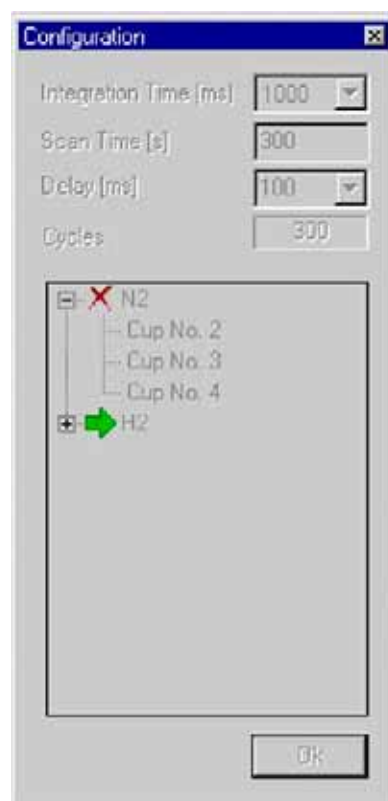 Configuration
Integration Time [ms] 1000
Scan Time [s] 300
Delay [ms] 100
Cycles 300
N2
Cup No. 2
Cup No. 3
Cup No. 4
H2
Ok